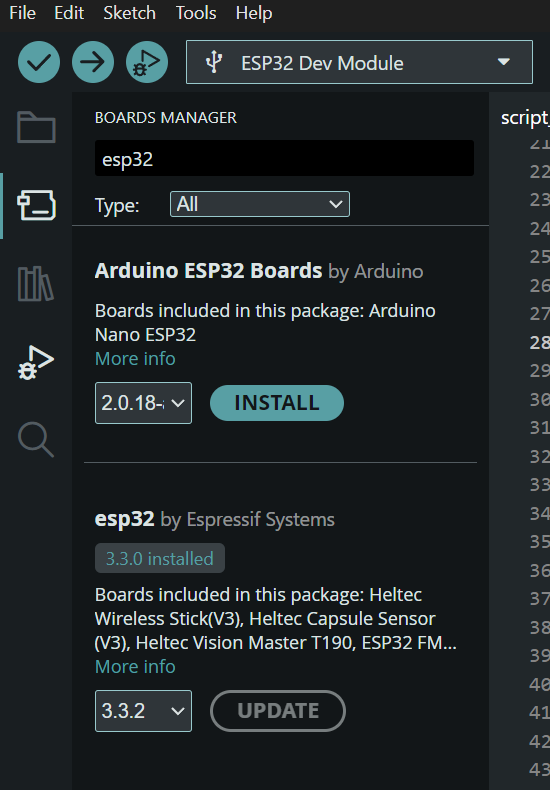 File Edit Sketch Tools Help
ESP32 Dev Module
BOARDS MANAGER
esp32
Type: All
Arduino ESP32 Boards by Arduino
Boards included in this package: Arduino
Nano ESP32
More info
2.0.18-
INSTALL
esp32 by Espressif Systems
3.3.0 installed
Boards included in this package: Heltec
Wireless Stick(V3), Heltec Capsule Sensor
(V3), Heltec Vision Master T190, ESP32 FM...
More info
3.3.2
UPDATE
script_
21
22
23
24
25
26
27
28
29
30
31
32
33
34
35
36
37
38
39
40
41
42
43